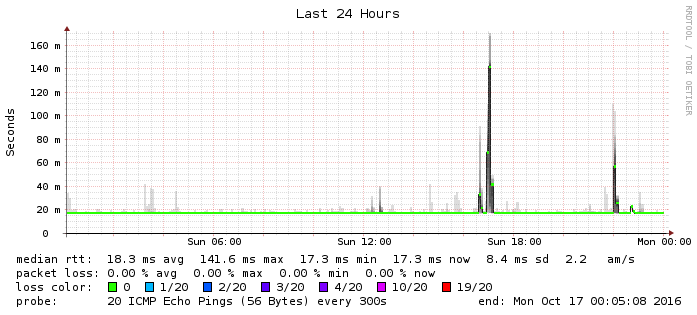 Last 24 Hours
RRDTOOL / TOBI OETIKER
Seconds
160 m
140 m
120 m
100 m
80 m
60 m
40 m
20 m
0
Sun 06:00 Sun 12:00 Sun 18:00 Mon 00:00
median rtt: 18.3 ms avg 141.6 ms max 17.3 ms min 17.3 ms now 8.4 ms sd 2.2 am/s
packet loss: 0.00 % avg 0.00 % max 0.00 % min 0.00 % now
loss color: 0 1/20 2/20 3/20 4/20 10/20 19/20
probe: 20 ICMP Echo Pings (56 Bytes) every 300s end: Mon Oct 17 00:05:08 2016